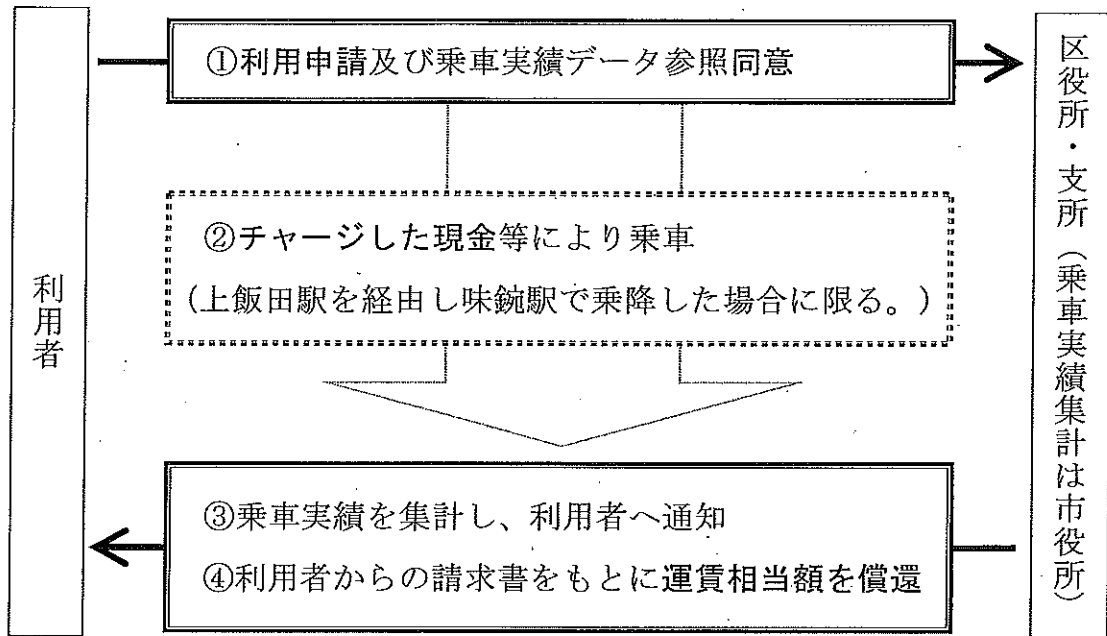 ①利用申請及び乗車実績データ参照同意
②チャージした現金等により乗車
(上飯田駅を経由し味鋺駅で乗降した場合に限る。)
③乗車実績を集計し、利用者へ通知
④利用者からの請求書をもとに運賃相当額を償還
利用者
区役所・支所(乗車実績集計は市役所)